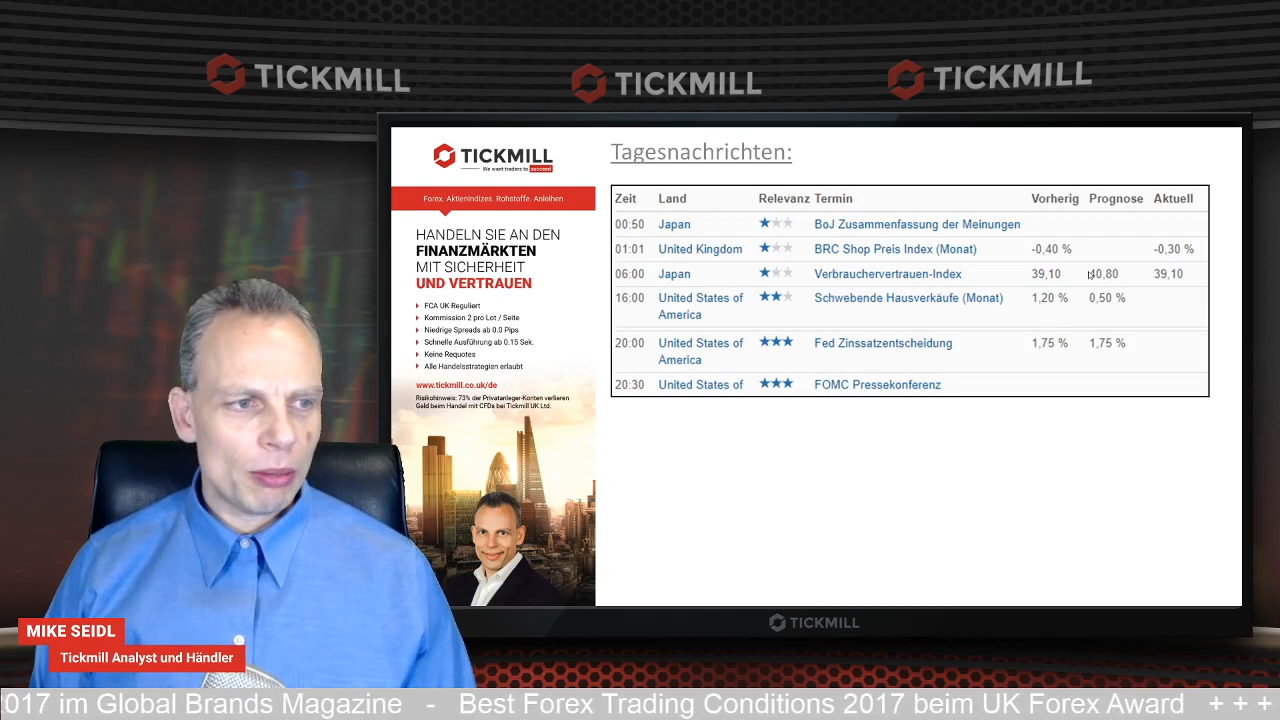 TICKMILL
TICKMILL
TICKMILL
TICKMILL
We want traders to succeed
Forex. Aktienindizes. Rohstoffe. Anleihen
HANDELN SIE AN DEN
FINANZMÄRKTEN
MIT SICHERHEIT
UND VERTRAUEN
FCA UK Reguliert
Kommission 2 pro Lot / Seite
Niedrige Spreads ab 0.0 Pips
Schnelle Ausführung ab 0.15 Sek.
Keine Requotes
Alle Handelsstrategien erlaubt
www.tickmill.co.uk/de
Risikohinweis: 73% der Privatanleger-Konten verlieren
Geld beim Handel mit CFDs bei Tickmill UK Ltd.
Tagesnachrichten:
Zeit Land Relevanz Termin Vorherig Prognose Aktuell
00:50 Japan BoJ Zusammenfassung der Meinungen
01:01 United Kingdom BRC Shop Preis Index (Monat) -0,40 % -0,30 %
06:00 Japan Verbrauchervertrauen-Index 39,10 40,80 39,10
16:00 United States of Schwebende Hausverkäufe (Monat) 1,20 % 0,50 %
America
20:00 United States of Fed Zinssatzentscheidung 1,75 % 1,75 %
America
20:30 United States of FOMC Pressekonferenz
TICKMILL
MIKE SEIDL
Tickmill Analyst und Händler
2017 im Global Brands Magazine - Best Forex Trading Conditions 2017 beim UK Forex Award + + +